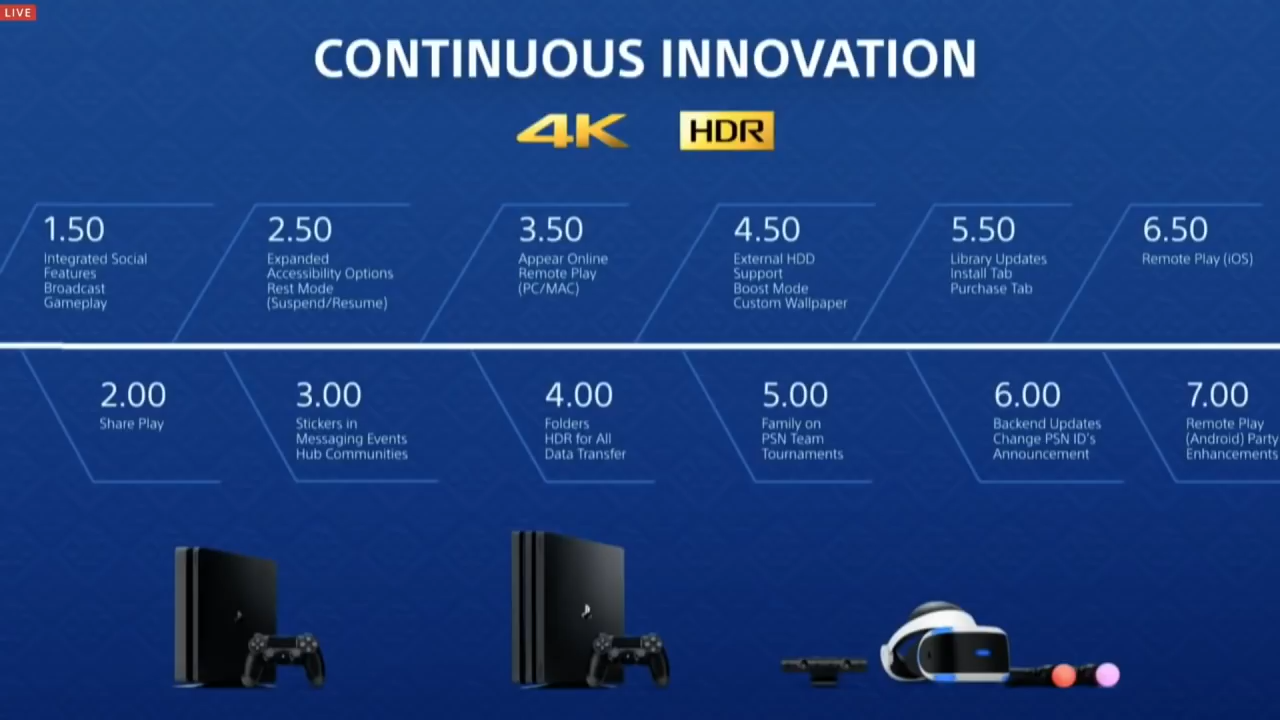 LIVE
CONTINUOUS INNOVATION
4K HDR
1.50
Integrated Social
Features
Broadcast
Gameplay
2.50
Expanded
Accessibility Options
Rest Mode
(Suspend/Resume)
3.50
Appear Online
Remote Play
(PC/MAC)
4.50
External HDD
Support
Boost Mode
Custom Wallpaper
5.50
Library Updates
Install Tab
Purchase Tab
6.50
Remote Play (iOS)
2.00
Share Play
3.00
Stickers in
Messaging Events
Hub Communities
4.00
Folders
HDR for All
Data Transfer
5.00
Family on
PSN Team
Tournaments
6.00
Backend Updates
Change PSN ID's
Announcement
7.00
Remote Play
(Android) Party
Enhancements